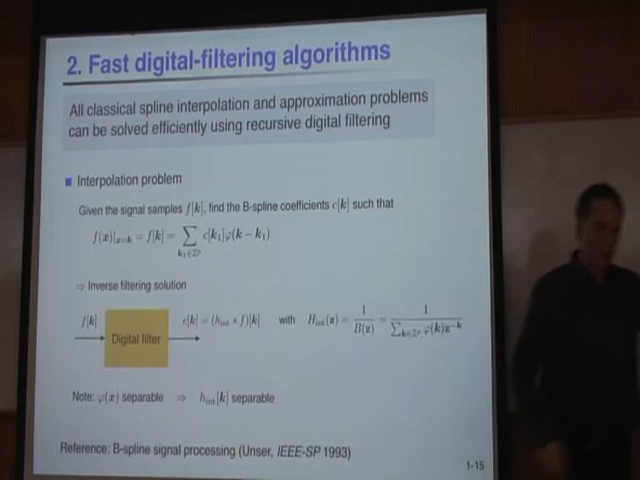 2. Fast digital-filtering algorithms
All classical spline interpolation and approximation problems
can be solved efficiently using recursive digital filtering
■ Interpolation problem
Given the signal samples f[k], find the B-spline coefficients c[k] such that
f(x)|x=k = f[k] = ∑ k₁∈ℤᵖ c[k₁]φ(k − k₁)
⇒ Inverse filtering solution
f[k] Digital filter c[k] = (h_int * f)[k] with H_int(z) = 1 / B(z) = 1 / ∑ k∈ℤᵖ φ(k)z⁻ᵏ
Note: φ(x) separable ⇒ h_int[k] separable
Reference: B-spline signal processing (Unser, IEEE-SP 1993)
1-15